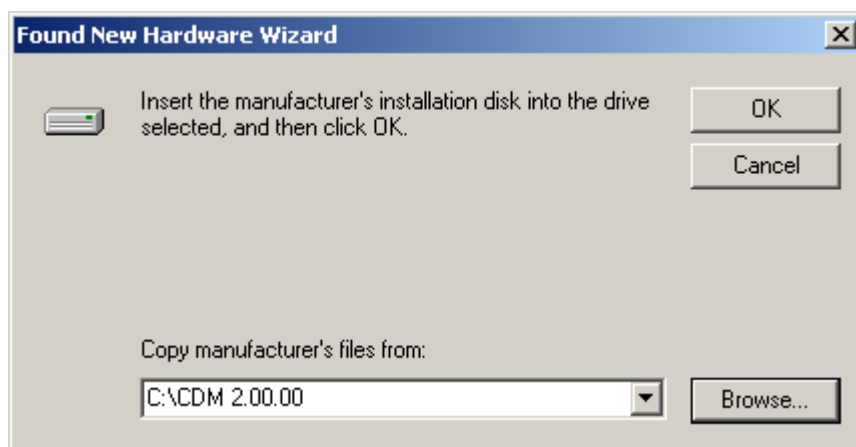 Found New Hardware Wizard
Insert the manufacturer's installation disk into the drive
selected, and then click OK.
OK
Cancel
Copy manufacturer's files from:
C:\CDM 2.00.00
Browse...